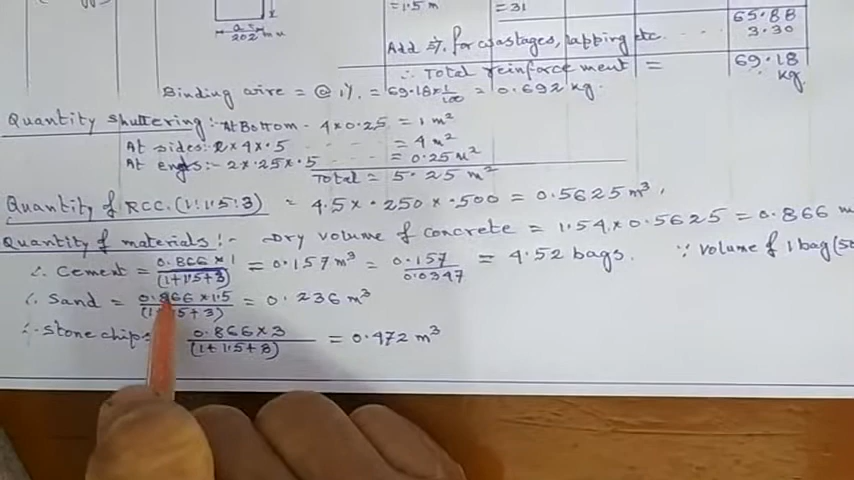 = 1.5 m = 31
65.88
Add 5%. for wastages, lapping etc. 3.30
∴ Total reinforcement = 69.18 kg.
Binding wire = @ 1%. = 69.18 × 1/100 = 0.692 kg.
Quantity shuttering:- At Bottom - 4 × 0.25 = 1 m²
At sides: 2 × 4 × .5 = 4 m²
At ends:- 2 × .25 × .5 = 0.25 m²
Total = 5.25 m²
Quantity of RCC. (1:1.5:3) = 4.5 × .250 × .500 = 0.5625 m³.
Quantity of materials:- Dry volume of concrete = 1.54 × 0.5625 = 0.866 m
∴ Cement = 0.866 × 1 / (1+1.5+3) = 0.157 m³ = 0.157 / 0.0347 = 4.52 bags. ∵ volume of 1 bag (50
∴ Sand = 0.866 × 1.5 / (1+1.5+3) = 0.236 m³
∴ Stone chips 0.866 × 3 / (1+1.5+3) = 0.472 m³